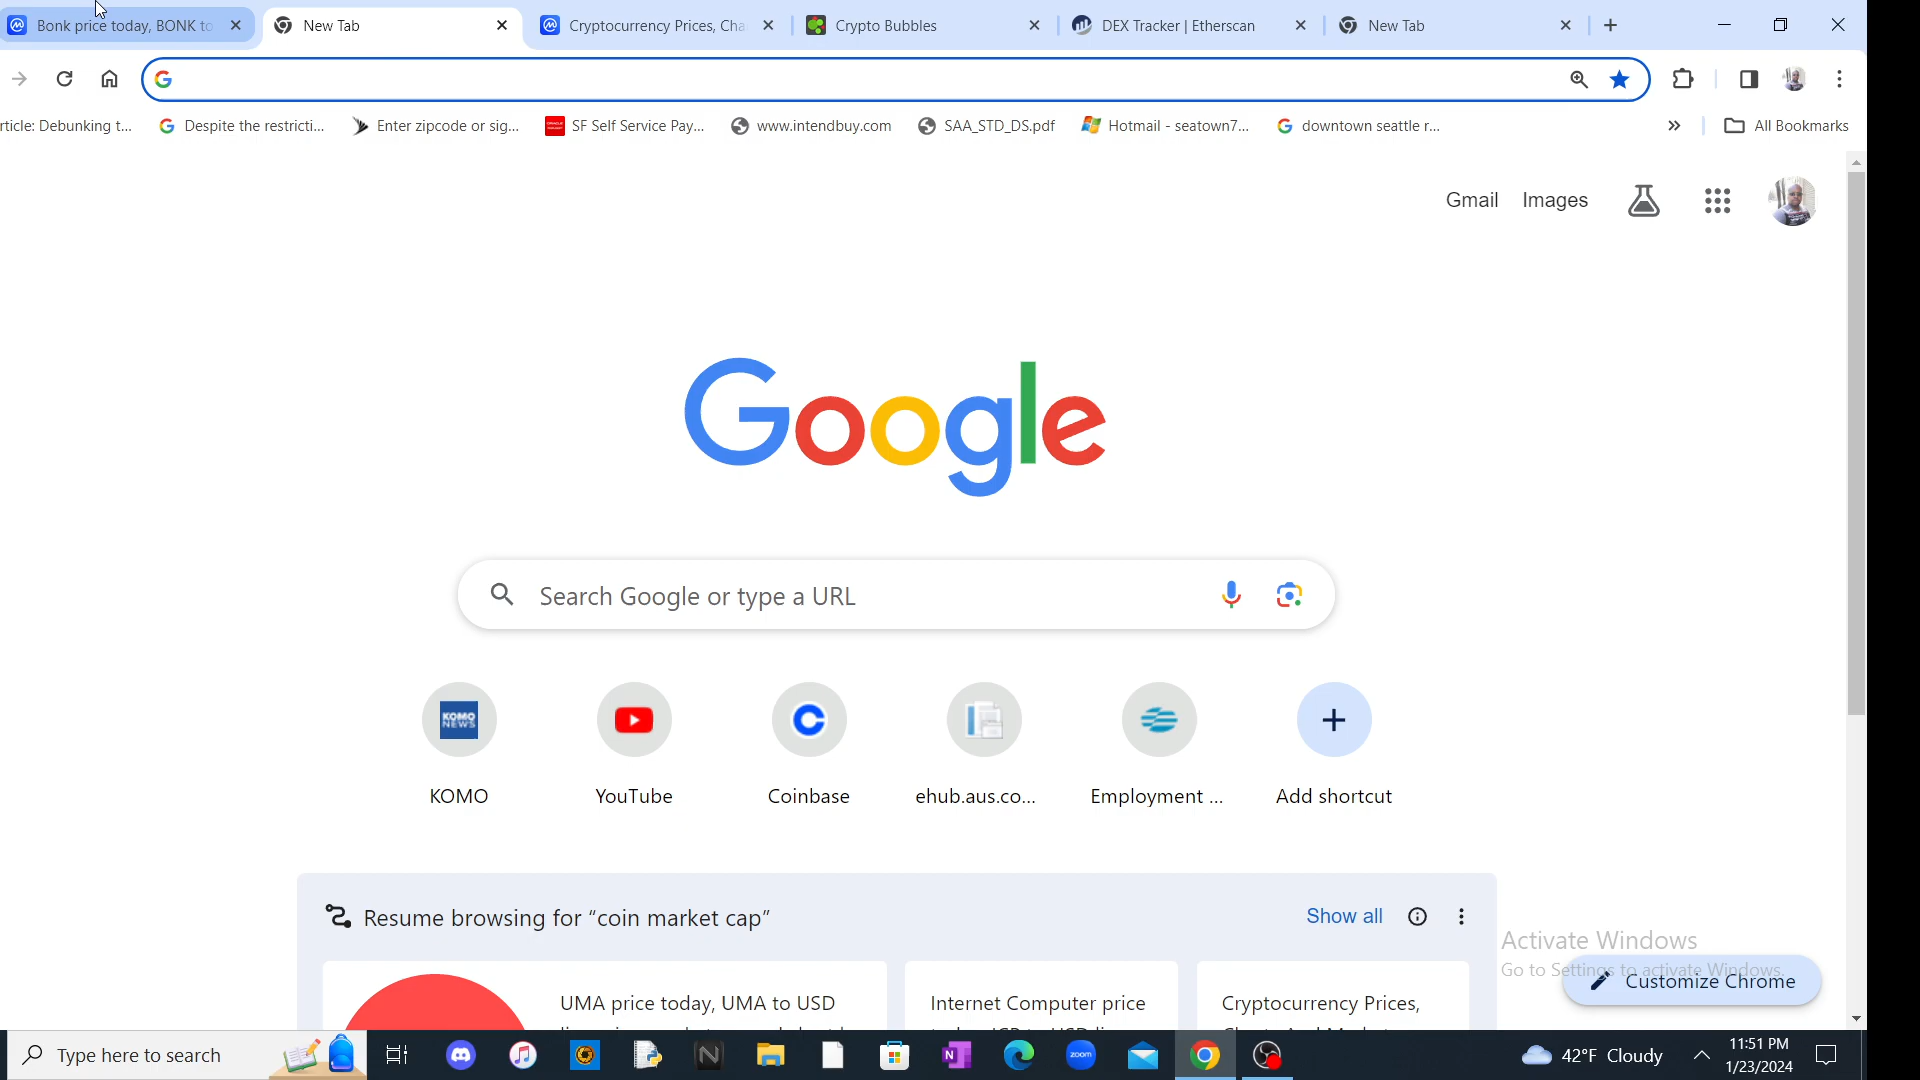 Bonk price today, BONK to
New Tab
Cryptocurrency Prices, Cha
Crypto Bubbles
DEX Tracker | Etherscan
New Tab
rticle: Debunking t...
Despite the restricti...
Enter zipcode or sig...
SF Self Service Pay...
www.intendbuy.com
SAA_STD_DS.pdf
Hotmail - seatown7...
downtown seattle r...
All Bookmarks
Gmail
Images
Google
Search Google or type a URL
KOMO NEWS
KOMO
YouTube
Coinbase
ehub.aus.co...
Employment ...
Add shortcut
Resume browsing for “coin market cap”
Show all
UMA price today, UMA to USD
Internet Computer price
Cryptocurrency Prices,
Activate Windows
Go to Settings to activate Windows.
Customize Chrome
Type here to search
zoom
42°F Cloudy
11:51 PM
1/23/2024